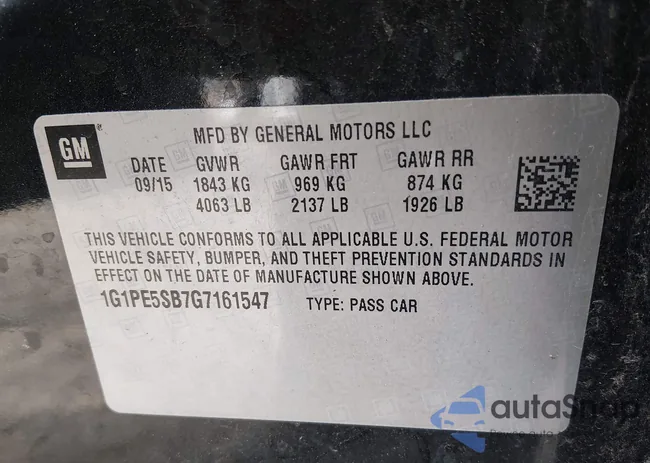 GM
MFD BY GENERAL MOTORS LLC
DATE GVWR GAWR FRT GAWR RR
09/15 1843 KG 969 KG 874 KG
4063 LB 2137 LB 1926 LB
THIS VEHICLE CONFORMS TO ALL APPLICABLE U.S. FEDERAL MOTOR
VEHICLE SAFETY, BUMPER, AND THEFT PREVENTION STANDARDS IN
EFFECT ON THE DATE OF MANUFACTURE SHOWN ABOVE.
1G1PE5SB7G7161547 TYPE: PASS CAR
autaSnap